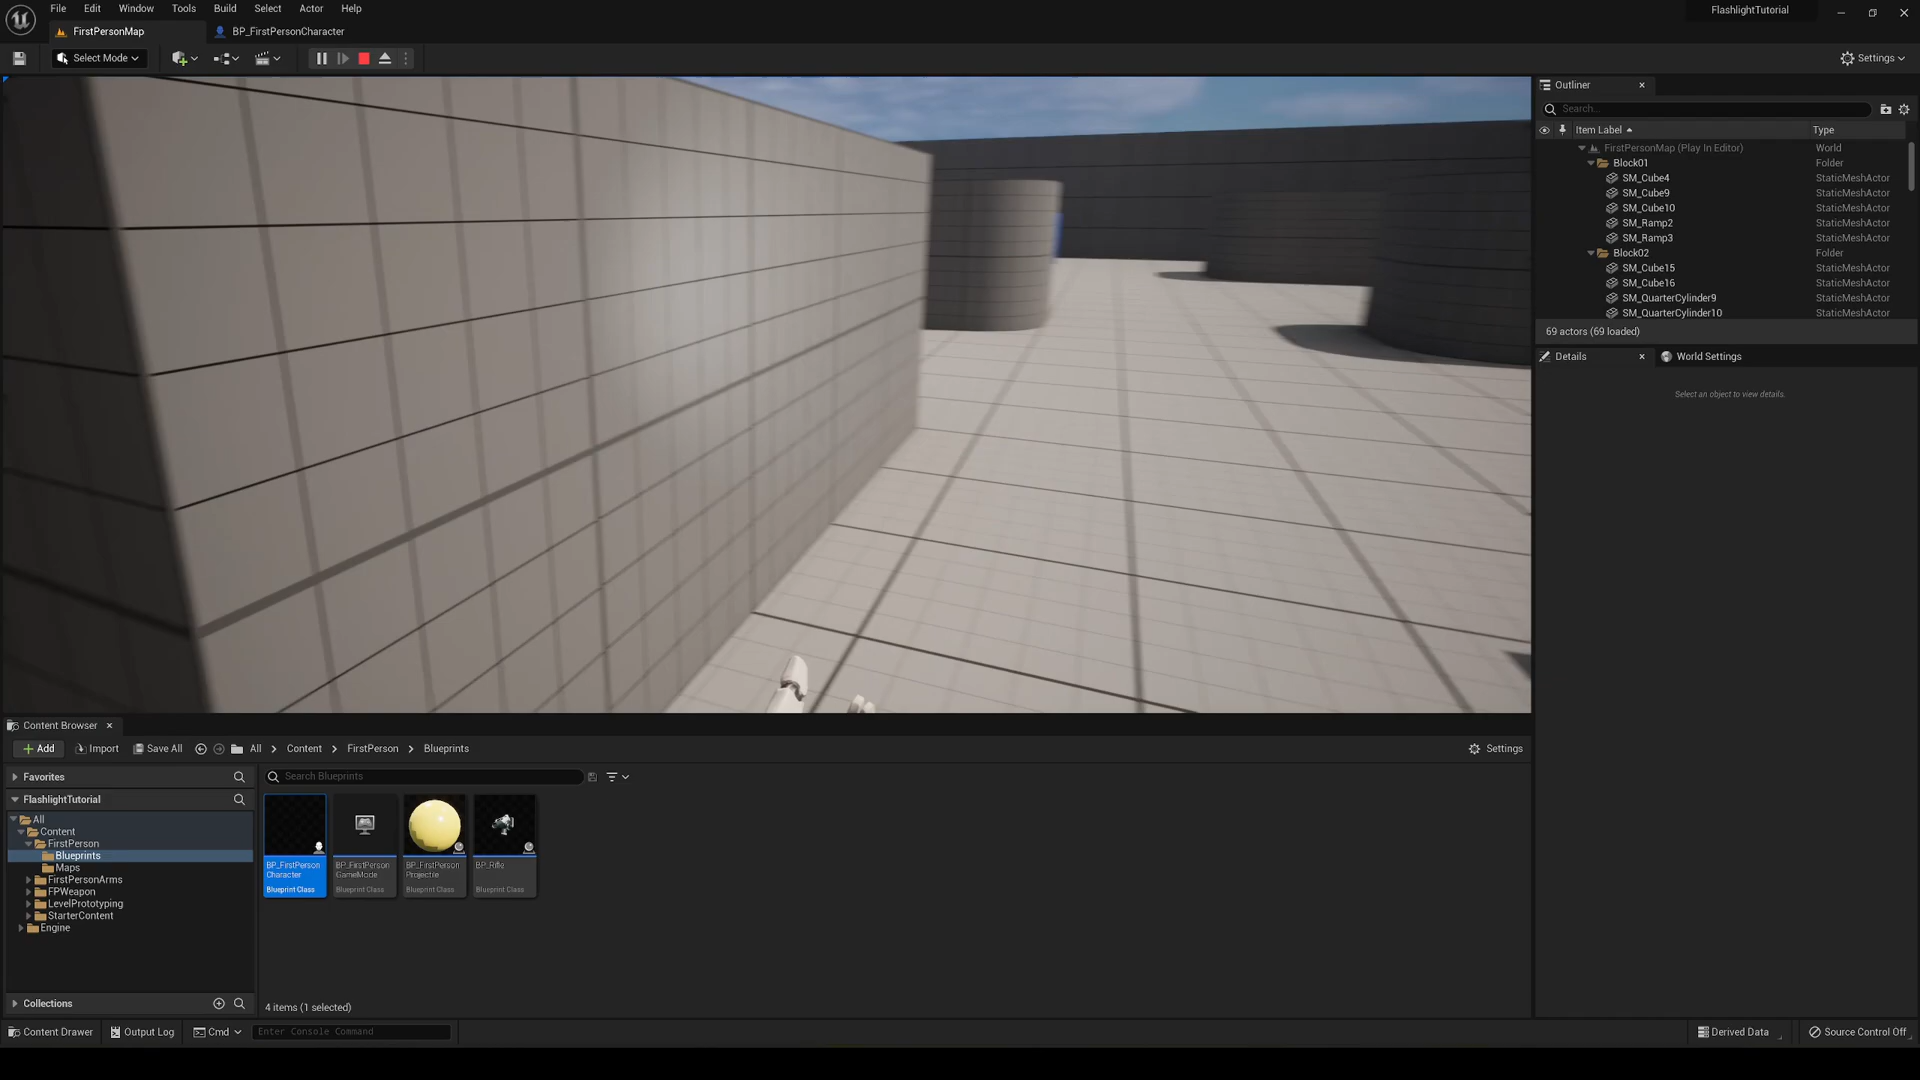 File Edit Window Tools Build Select Actor Help
FlashlightTutorial
FirstPersonMap
BP_FirstPersonCharacter
Select Mode
Settings
Outliner
Search...
Item Label
Type
FirstPersonMap (Play In Editor) World
Block01 Folder
SM_Cube4 StaticMeshActor
SM_Cube9 StaticMeshActor
SM_Cube10 StaticMeshActor
SM_Ramp2 StaticMeshActor
SM_Ramp3 StaticMeshActor
Block02 Folder
SM_Cube15 StaticMeshActor
SM_Cube16 StaticMeshActor
SM_QuarterCylinder9 StaticMeshActor
SM_QuarterCylinder10 StaticMeshActor
69 actors (69 loaded)
Details
World Settings
Select an object to view details.
Content Browser
Add Import Save All All Content FirstPerson Blueprints
Settings
Favorites
FlashlightTutorial
All
Content
FirstPerson
Blueprints
Maps
FirstPersonArms
FPWeapon
LevelPrototyping
StarterContent
Engine
Collections
Search Blueprints
BP_FirstPerson
Character
Blueprint Class
BP_FirstPerson
GameMode
Blueprint Class
BP_FirstPerson
Projectile
Blueprint Class
BP_Rifle
Blueprint Class
4 items (1 selected)
Content Drawer
Output Log
Cmd
Enter Console Command
Derived Data
Source Control Off